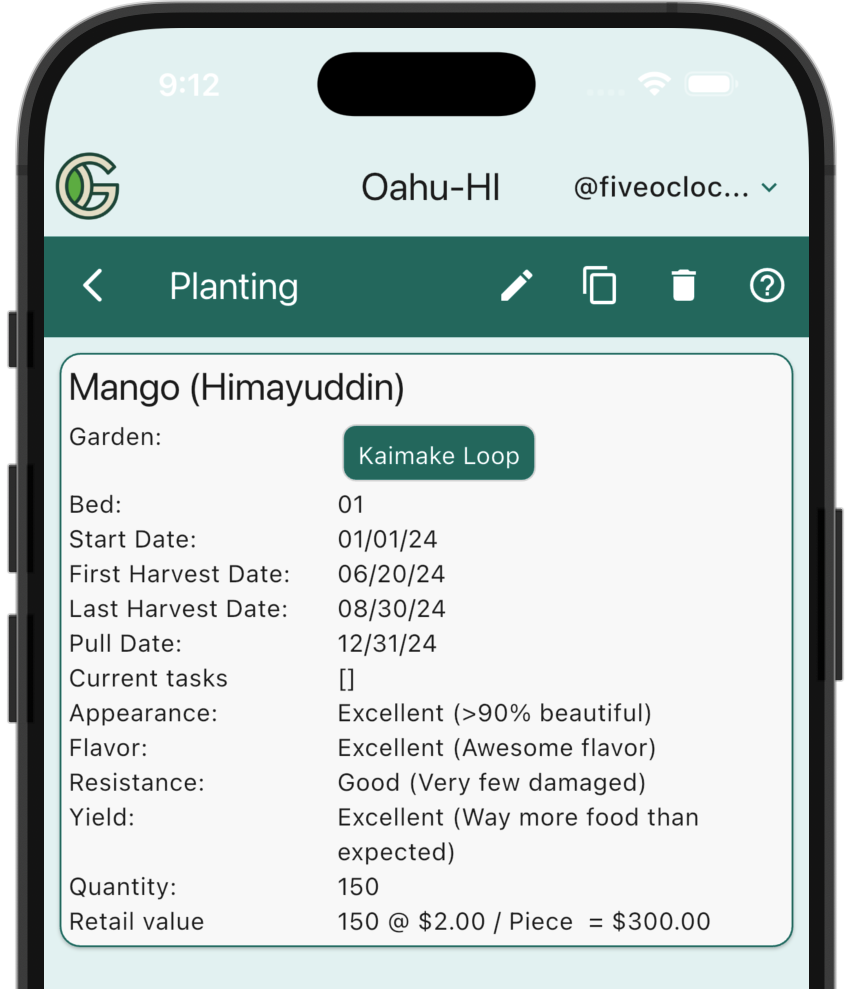 9:12
Oahu-HI @fiveocloc...
Planting
Mango (Himayuddin)
Garden: Kaimake Loop
Bed: 01
Start Date: 01/01/24
First Harvest Date: 06/20/24
Last Harvest Date: 08/30/24
Pull Date: 12/31/24
Current tasks []
Appearance: Excellent (>90% beautiful)
Flavor: Excellent (Awesome flavor)
Resistance: Good (Very few damaged)
Yield: Excellent (Way more food than
expected)
Quantity: 150
Retail value 150 @ $2.00 / Piece = $300.00